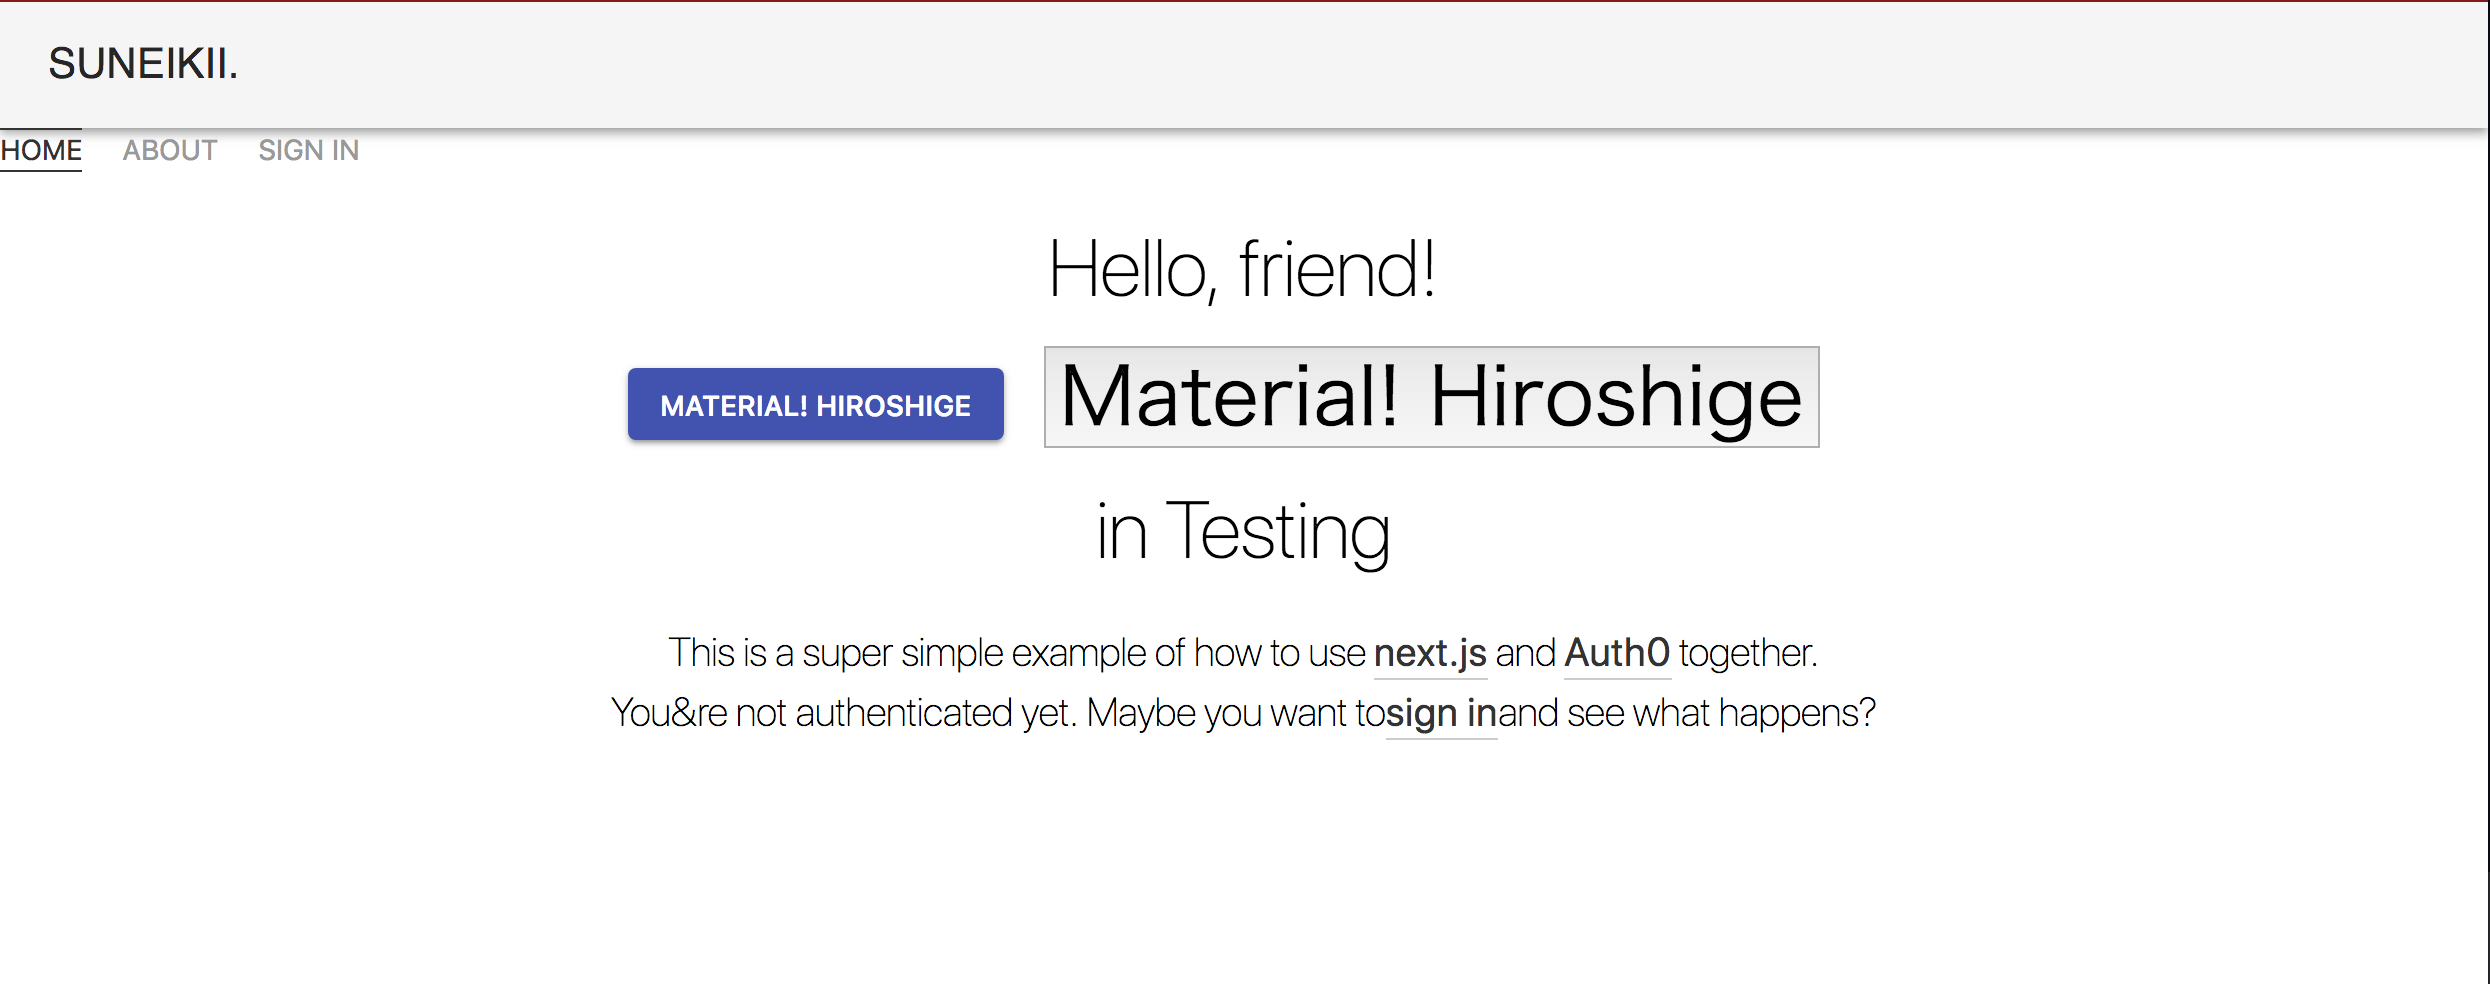 SUNEIKII.
HOME ABOUT SIGN IN
Hello, friend!
MATERIAL! HIROSHIGE Material! Hiroshige
in Testing
This is a super simple example of how to use next.js and Auth0 together.
You&re not authenticated yet. Maybe you want tosign inand see what happens?